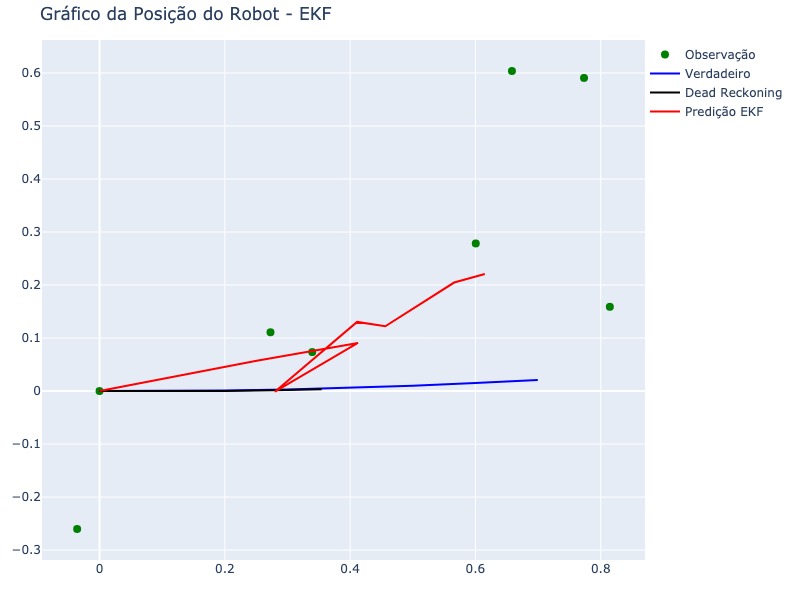 Gráfico da Posição do Robot - EKF
Observação
Verdadeiro
Dead Reckoning
Predição EKF
0.6
0.5
0.4
0.3
0.2
0.1
0
−0.1
−0.2
−0.3
0 0.2 0.4 0.6 0.8